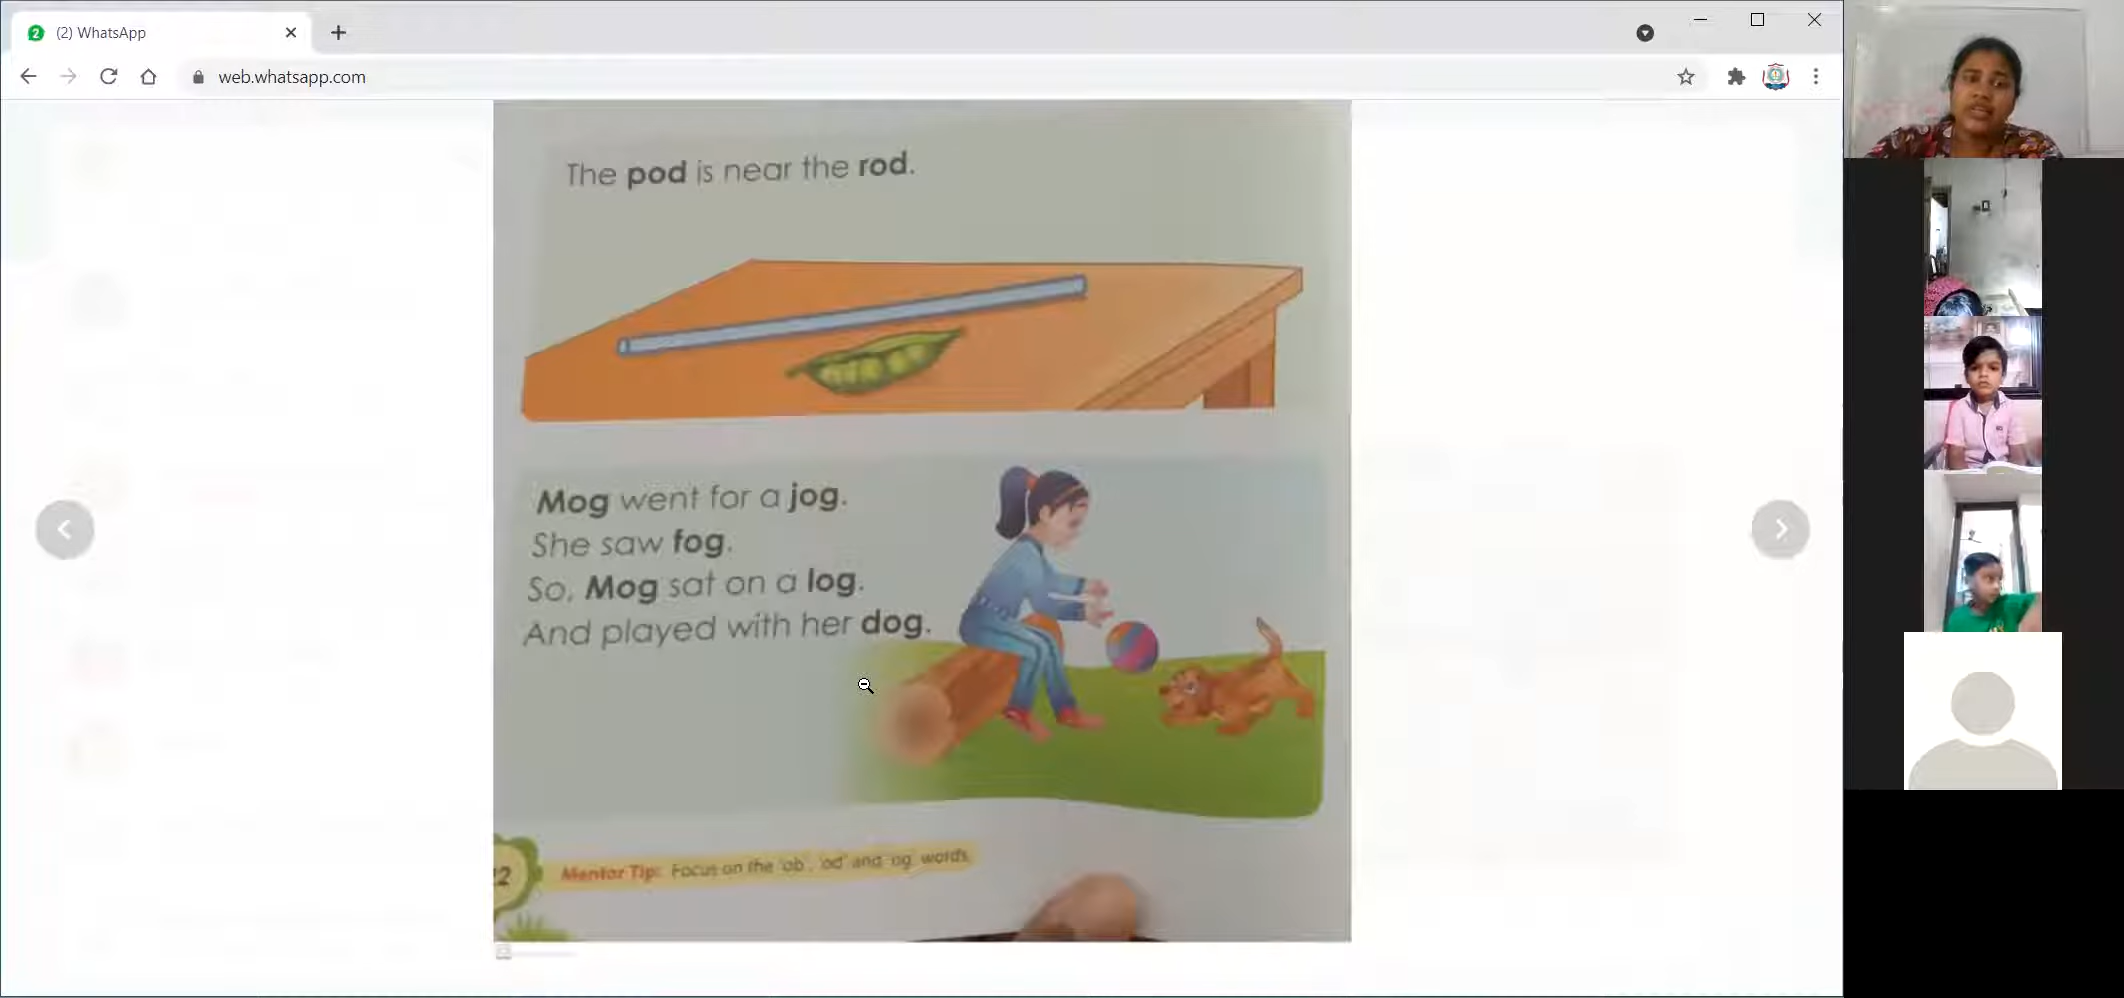 2
(2) WhatsApp
web.whatsapp.com
The pod is near the rod.
Mog went for a jog.
She saw fog.
So, Mog sat on a log.
And played with her dog.
Mentor Tip: Focus on the 'ob', 'od' and 'og' words.